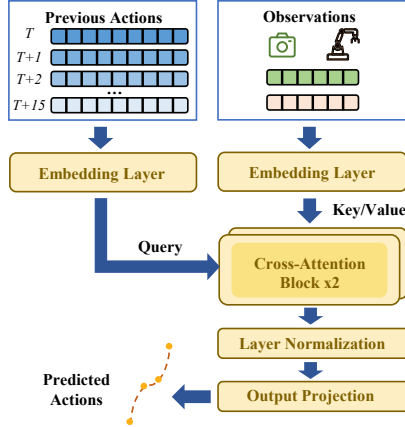 Previous Actions
T
T+1
T+2
...
T+15
Observations
Embedding Layer
Embedding Layer
Key/Value
Query
Cross-Attention
Block x2
Layer Normalization
Output Projection
Predicted
Actions